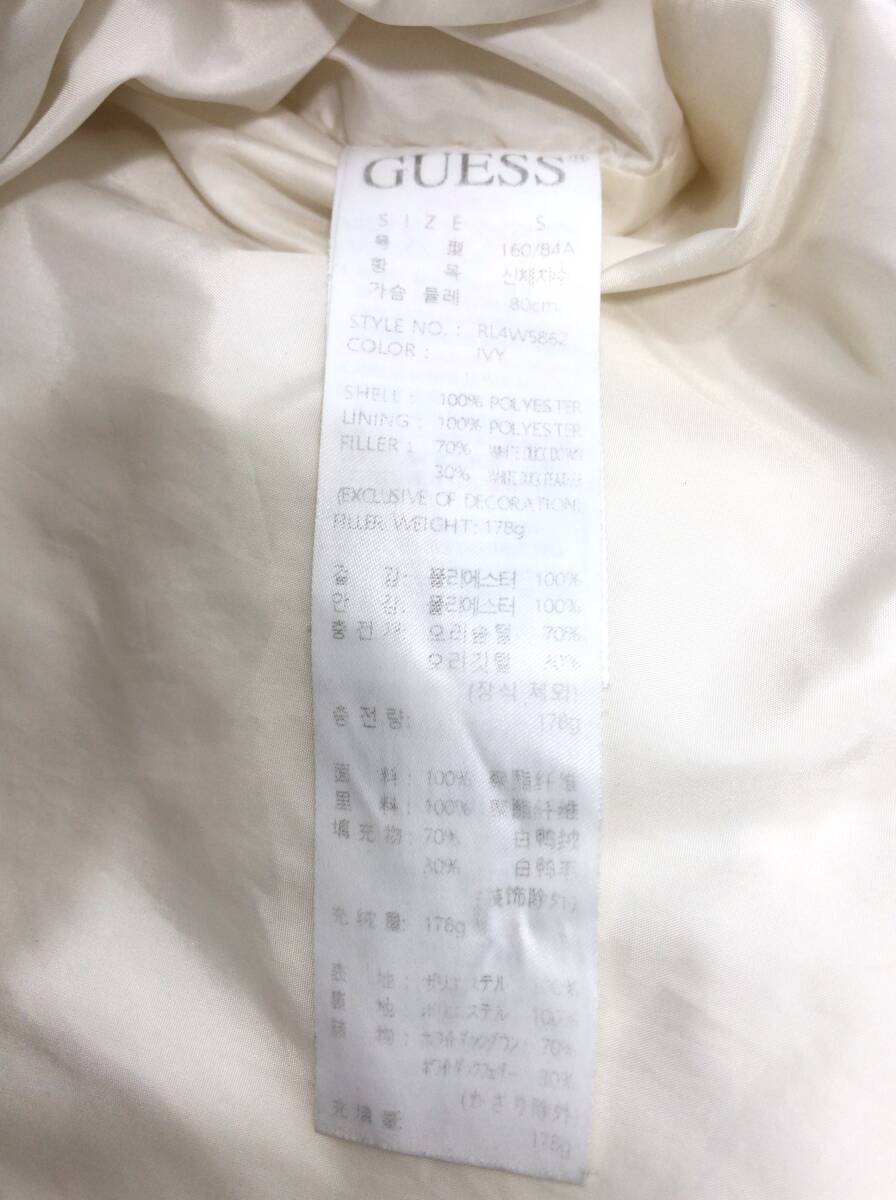 GUESS
SIZE S
호 型 160/84A
항 목 신체치수
가슴 둘레 80cm
STYLE NO.: RL4W5862
COLOR: IVY
SHELL: 100% POLYESTER
LINING: 100% POLYESTER
FILLER: 70% WHITE DUCK DOWN
30% WHITE DUCK FEATHER
(EXCLUSIVE OF DECORATION)
FILLER WEIGHT: 178g
겉 감: 폴리에스터 100%
안 감: 폴리에스터 100%
충 전 재: 오리솜털 70%
오리깃털 30%
(장식 제외)
충 전 량: 178g
面 料: 100% 聚酯纤维
里 料: 100% 聚酯纤维
填 充 物: 70% 白鸭绒
30% 白鸭毛
(装饰除外)
充 绒 量: 178g
表 地: ポリエステル 100%
裏 地: ポリエステル 100%
物: ホワイトダックダウン 70%
ホワイトダックフェザー 30%
(かざり除外)
充 填 量: 178g